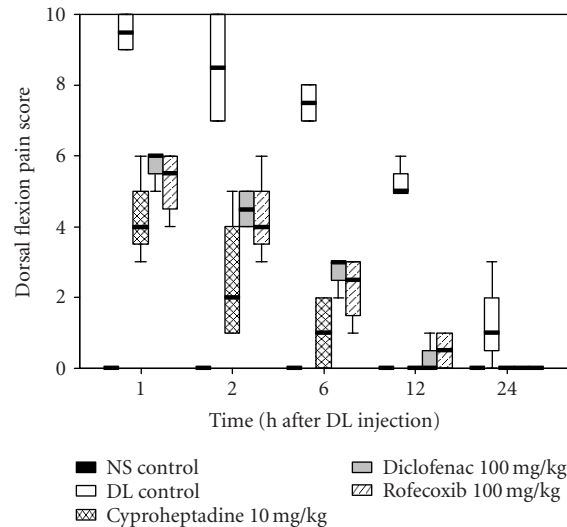 Dorsal flexion pain score
10
8
6
4
2
0
1 2 6 12 24
Time (h after DL injection)
NS control
DL control
Cyproheptadine 10 mg/kg
Diclofenac 100 mg/kg
Rofecoxib 100 mg/kg